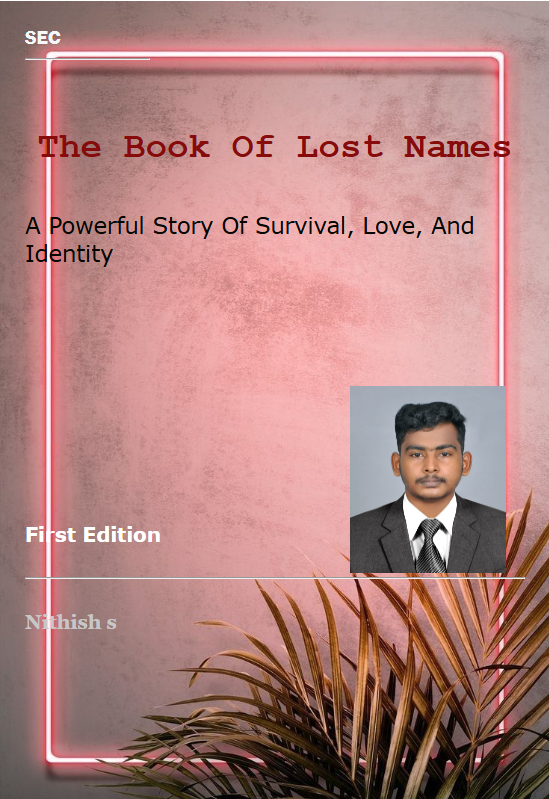 SEC
The Book Of Lost Names
A Powerful Story Of Survival, Love, And
Identity
First Edition
Nithish s